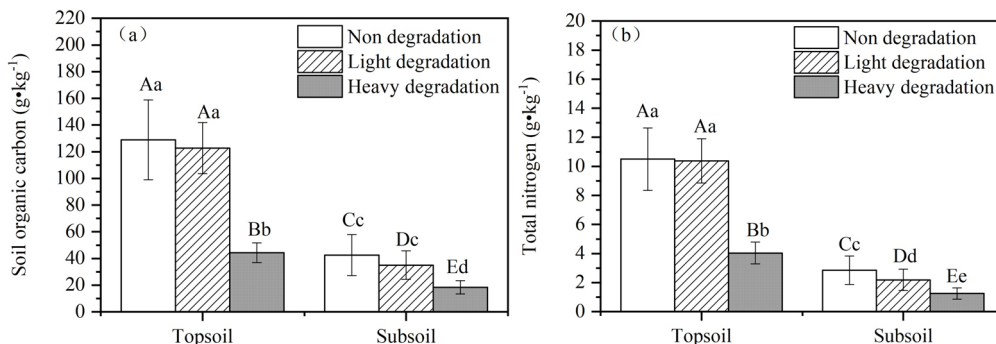 (a)
Non degradation
Light degradation
Heavy degradation
Soil organic carbon (g•kg-1)
220
200
180
160
140
120
100
80
60
40
20
0
Aa
Aa
Bb
Cc
Dc
Ed
Topsoil
Subsoil
(b)
Non degradation
Light degradation
Heavy degradation
Total nitrogen (g•kg-1)
20
18
16
14
12
10
8
6
4
2
0
Aa
Aa
Bb
Cc
Dd
Ee
Topsoil
Subsoil